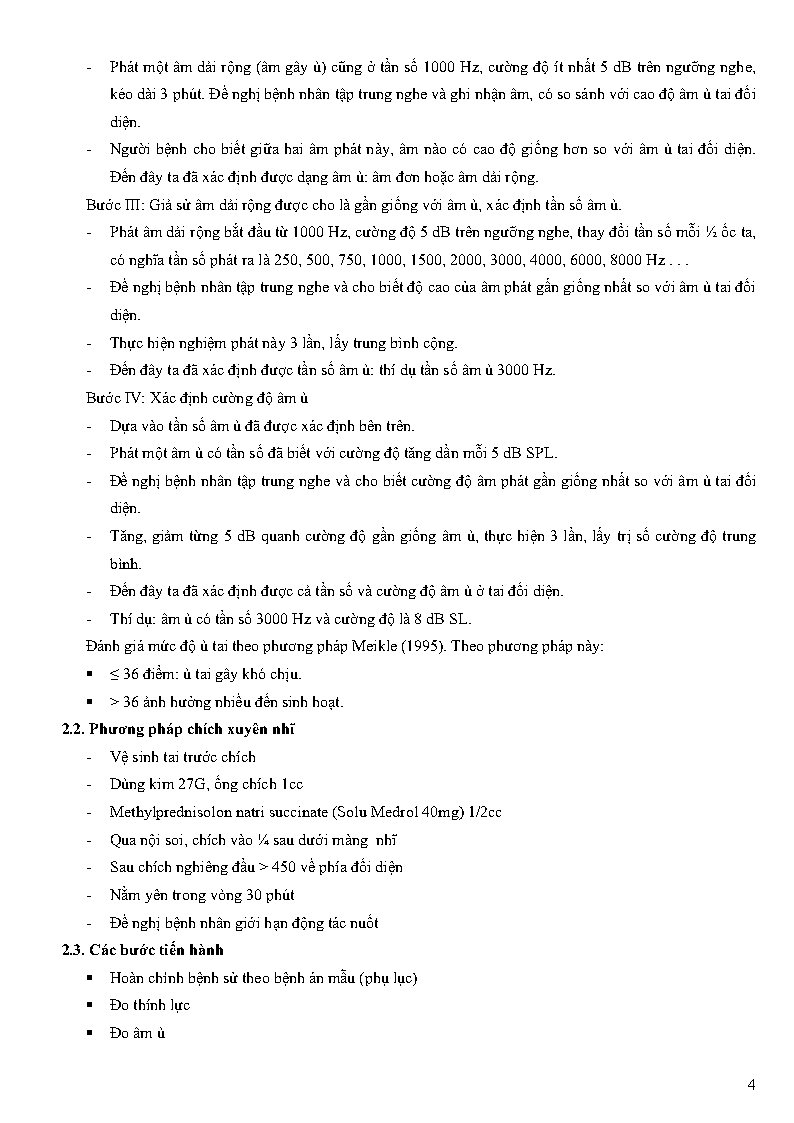 - Phát một âm dải rộng (âm gây ù) cũng ở tần số 1000 Hz, cường độ ít nhất 5 dB trên ngưỡng nghe,
kéo dài 3 phút. Đề nghị bệnh nhân tập trung nghe và ghi nhận âm, có so sánh với cao độ âm ù tai đối
diện.
- Người bệnh cho biết giữa hai âm phát này, âm nào có cao độ giống hơn so với âm ù tai đối diện.
Đến đây ta đã xác định được dạng âm ù: âm đơn hoặc âm dải rộng.
Bước III: Giả sử âm dải rộng được cho là gần giống với âm ù, xác định tần số âm ù.
- Phát âm dải rộng bắt đầu từ 1000 Hz, cường độ 5 dB trên ngưỡng nghe, thay đổi tần số mỗi ½ ốc ta,
có nghĩa tần số phát ra là 250, 500, 750, 1000, 1500, 2000, 3000, 4000, 6000, 8000 Hz . . .
- Đề nghị bệnh nhân tập trung nghe và cho biết độ cao của âm phát gần giống nhất so với âm ù tai đối
diện.
- Thực hiện nghiệm phát này 3 lần, lấy trung bình cộng.
- Đến đây ta đã xác định được tần số âm ù: thí dụ tần số âm ù 3000 Hz.
Bước IV: Xác định cường độ âm ù
- Dựa vào tần số âm ù đã được xác định bên trên.
- Phát một âm ù có tần số đã biết với cường độ tăng dần mỗi 5 dB SPL.
- Đề nghị bệnh nhân tập trung nghe và cho biết cường độ âm phát gần giống nhất so với âm ù tai đối
diện.
- Tăng, giảm từng 5 dB quanh cường độ gần giống âm ù, thực hiện 3 lần, lấy trị số cường độ trung
bình.
- Đến đây ta đã xác định được cả tần số và cường độ âm ù ở tai đối diện.
- Thí dụ: âm ù có tần số 3000 Hz và cường độ là 8 dB SL.
Đánh giá mức độ ù tai theo phương pháp Meikle (1995). Theo phương pháp này:
▪ ≤ 36 điểm: ù tai gây khó chịu.
▪ > 36 ảnh hưởng nhiều đến sinh hoạt.
2.2. Phương pháp chích xuyên nhĩ
- Vệ sinh tai trước chích
- Dùng kim 27G, ống chích 1cc
- Methylprednisolon natri succinate (Solu Medrol 40mg) 1/2cc
- Qua nội soi, chích vào ¼ sau dưới màng nhĩ
- Sau chích nghiêng đầu > 450 về phía đối diện
- Nằm yên trong vòng 30 phút
- Đề nghị bệnh nhân giới hạn động tác nuốt
2.3. Các bước tiến hành
▪ Hoàn chỉnh bệnh sử theo bệnh án mẫu (phụ lục)
▪ Đo thính lực
▪ Đo âm ù
4